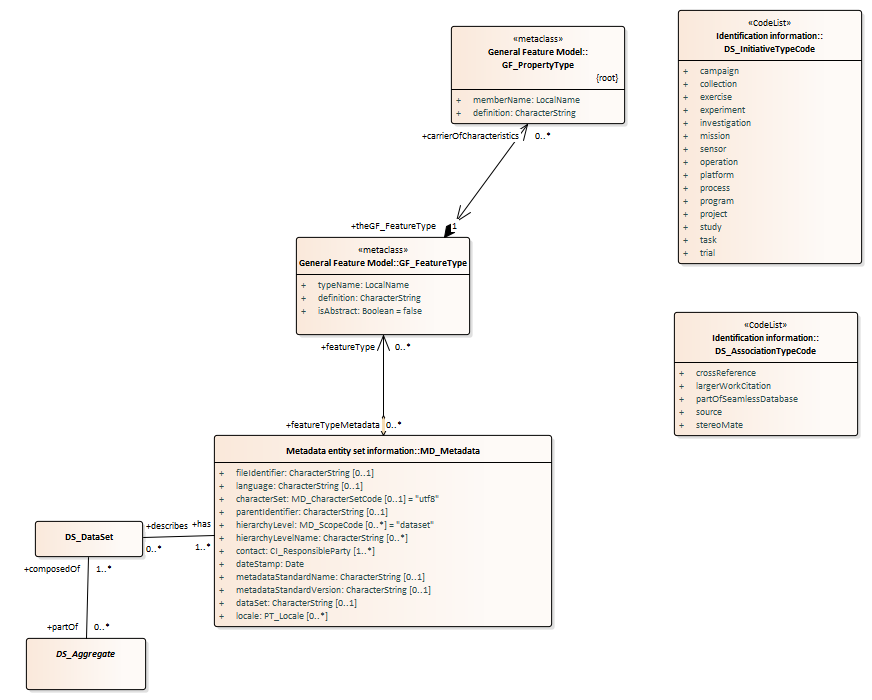 «metaclass»
General Feature Model::
GF_PropertyType
{root}
+ memberName: LocalName
+ definition: CharacterString
+carrierOfCharacteristics
0..*
+theGF_FeatureType
1
«metaclass»
General Feature Model::GF_FeatureType
+ typeName: LocalName
+ definition: CharacterString
+ isAbstract: Boolean = false
+featureType
0..*
+featureTypeMetadata
0..*
Metadata entity set information::MD_Metadata
+ fileIdentifier: CharacterString [0..1]
+ language: CharacterString [0..1]
+ characterSet: MD_CharacterSetCode [0..1] = "utf8"
+ parentIdentifier: CharacterString [0..1]
+ hierarchyLevel: MD_ScopeCode [0..*] = "dataset"
+ hierarchyLevelName: CharacterString [0..*]
+ contact: CI_ResponsibleParty [1..*]
+ dateStamp: Date
+ metadataStandardName: CharacterString [0..1]
+ metadataStandardVersion: CharacterString [0..1]
+ dataSet: CharacterString [0..1]
+ locale: PT_Locale [0..*]
+describes
+has
0..*
1..*
DS_DataSet
+composedOf
1..*
+partOf
0..*
DS_Aggregate
«CodeList»
Identification information::
DS_InitiativeTypeCode
+ campaign
+ collection
+ exercise
+ experiment
+ investigation
+ mission
+ sensor
+ operation
+ platform
+ process
+ program
+ project
+ study
+ task
+ trial
«CodeList»
Identification information::
DS_AssociationTypeCode
+ crossReference
+ largerWorkCitation
+ partOfSeamlessDatabase
+ source
+ stereoMate